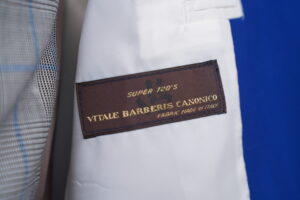 SUPER 120'S
VITALE BARBERIS CANONICO
FABRIC MADE IN ITALY